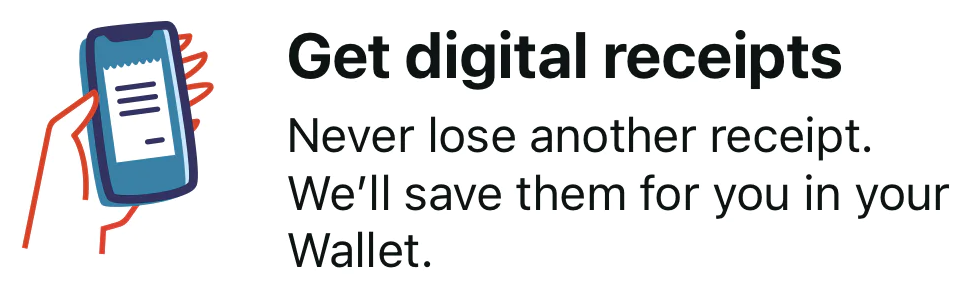 Get digital receipts
Never lose another receipt.
We’ll save them for you in your
Wallet.